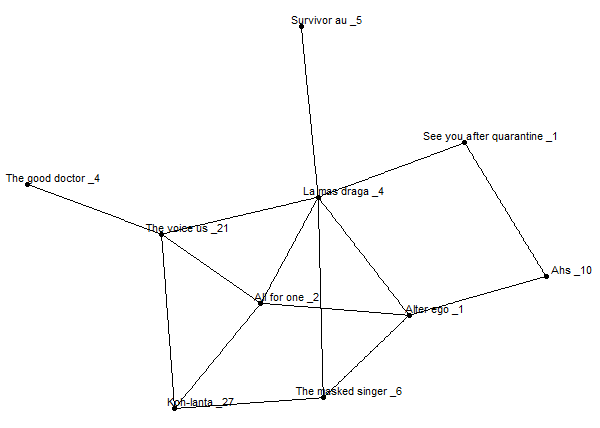 Survivor au _5
See you after quarantine _1
The good doctor _4
La mas draga _4
The voice us _21
Ahs _10
All for one _2
Alter ego _1
The masked singer _6
Koh-lanta _27